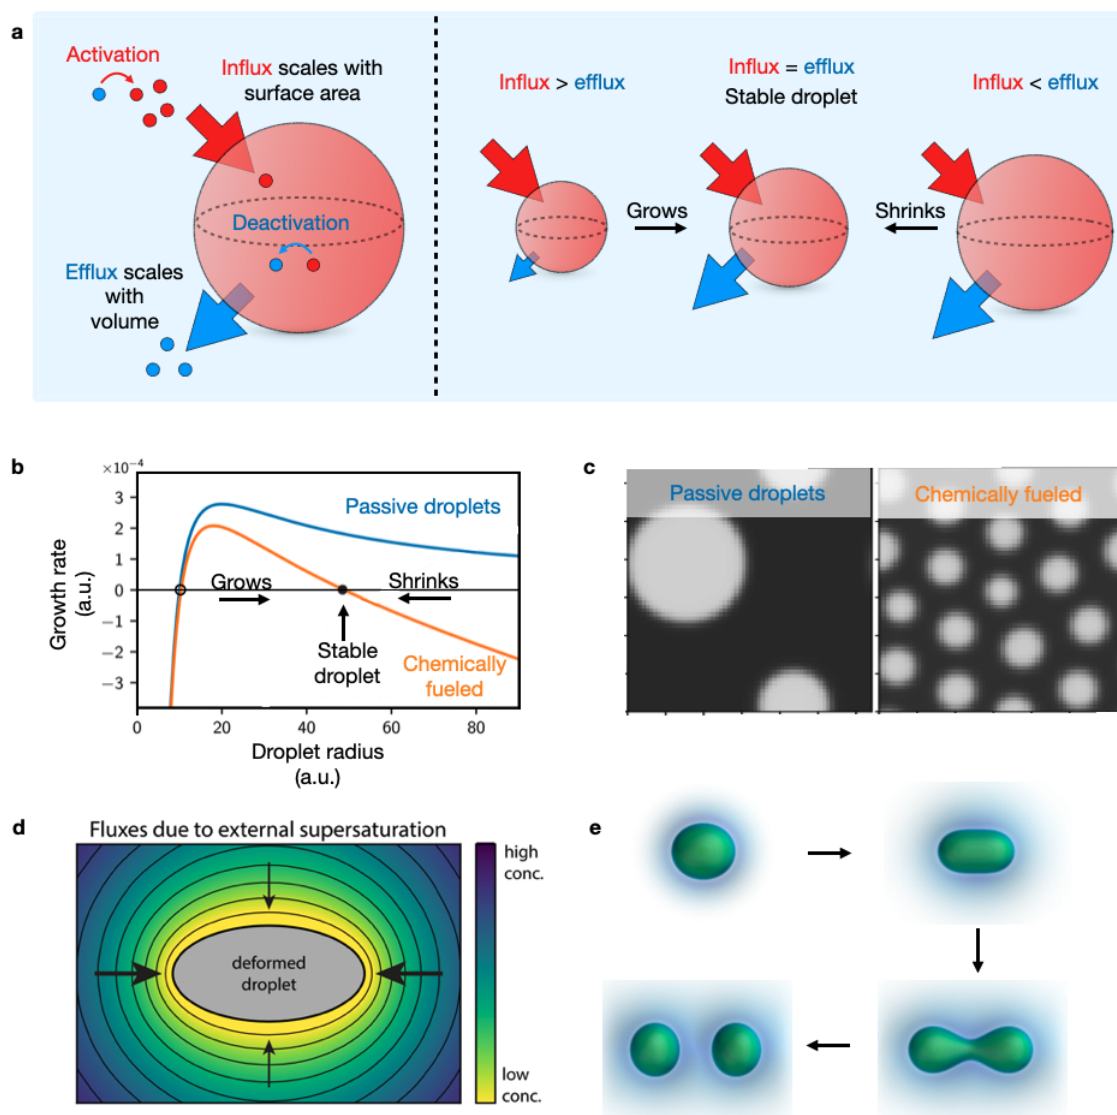 a
Activation
Influx scales with
surface area
Deactivation
Efflux scales
with
volume
Influx > efflux
Influx = efflux
Stable droplet
Influx < efflux
Grows
Shrinks
b
×10⁻⁴
3
2
1
0
−1
−2
−3
Growth rate
(a.u.)
Passive droplets
Grows
Shrinks
Stable
droplet
Chemically
fueled
0
20
40
60
80
Droplet radius
(a.u.)
c
Passive droplets
Chemically fueled
d
Fluxes due to external supersaturation
deformed
droplet
high
conc.
low
conc.
e